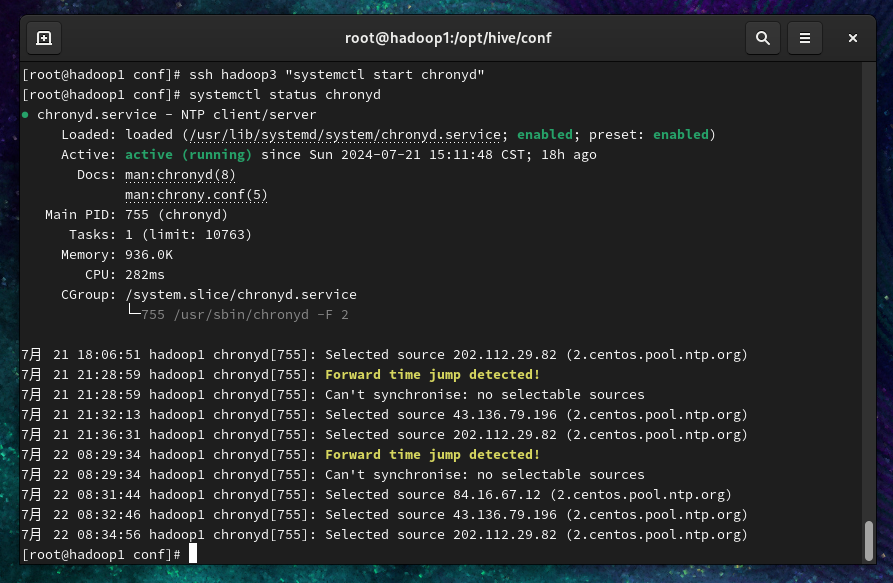 root@hadoop1:/opt/hive/conf
[root@hadoop1 conf]# ssh hadoop3 "systemctl start chronyd"
[root@hadoop1 conf]# systemctl status chronyd
● chronyd.service - NTP client/server
     Loaded: loaded (/usr/lib/systemd/system/chronyd.service; enabled; preset: enabled)
     Active: active (running) since Sun 2024-07-21 15:11:48 CST; 18h ago
       Docs: man:chronyd(8)
             man:chrony.conf(5)
   Main PID: 755 (chronyd)
      Tasks: 1 (limit: 10763)
     Memory: 936.0K
        CPU: 282ms
     CGroup: /system.slice/chronyd.service
             └─755 /usr/sbin/chronyd -F 2
7月 21 18:06:51 hadoop1 chronyd[755]: Selected source 202.112.29.82 (2.centos.pool.ntp.org)
7月 21 21:28:59 hadoop1 chronyd[755]: Forward time jump detected!
7月 21 21:28:59 hadoop1 chronyd[755]: Can't synchronise: no selectable sources
7月 21 21:32:13 hadoop1 chronyd[755]: Selected source 43.136.79.196 (2.centos.pool.ntp.org)
7月 21 21:36:31 hadoop1 chronyd[755]: Selected source 202.112.29.82 (2.centos.pool.ntp.org)
7月 22 08:29:34 hadoop1 chronyd[755]: Forward time jump detected!
7月 22 08:29:34 hadoop1 chronyd[755]: Can't synchronise: no selectable sources
7月 22 08:31:44 hadoop1 chronyd[755]: Selected source 84.16.67.12 (2.centos.pool.ntp.org)
7月 22 08:32:46 hadoop1 chronyd[755]: Selected source 43.136.79.196 (2.centos.pool.ntp.org)
7月 22 08:34:56 hadoop1 chronyd[755]: Selected source 202.112.29.82 (2.centos.pool.ntp.org)
[root@hadoop1 conf]#